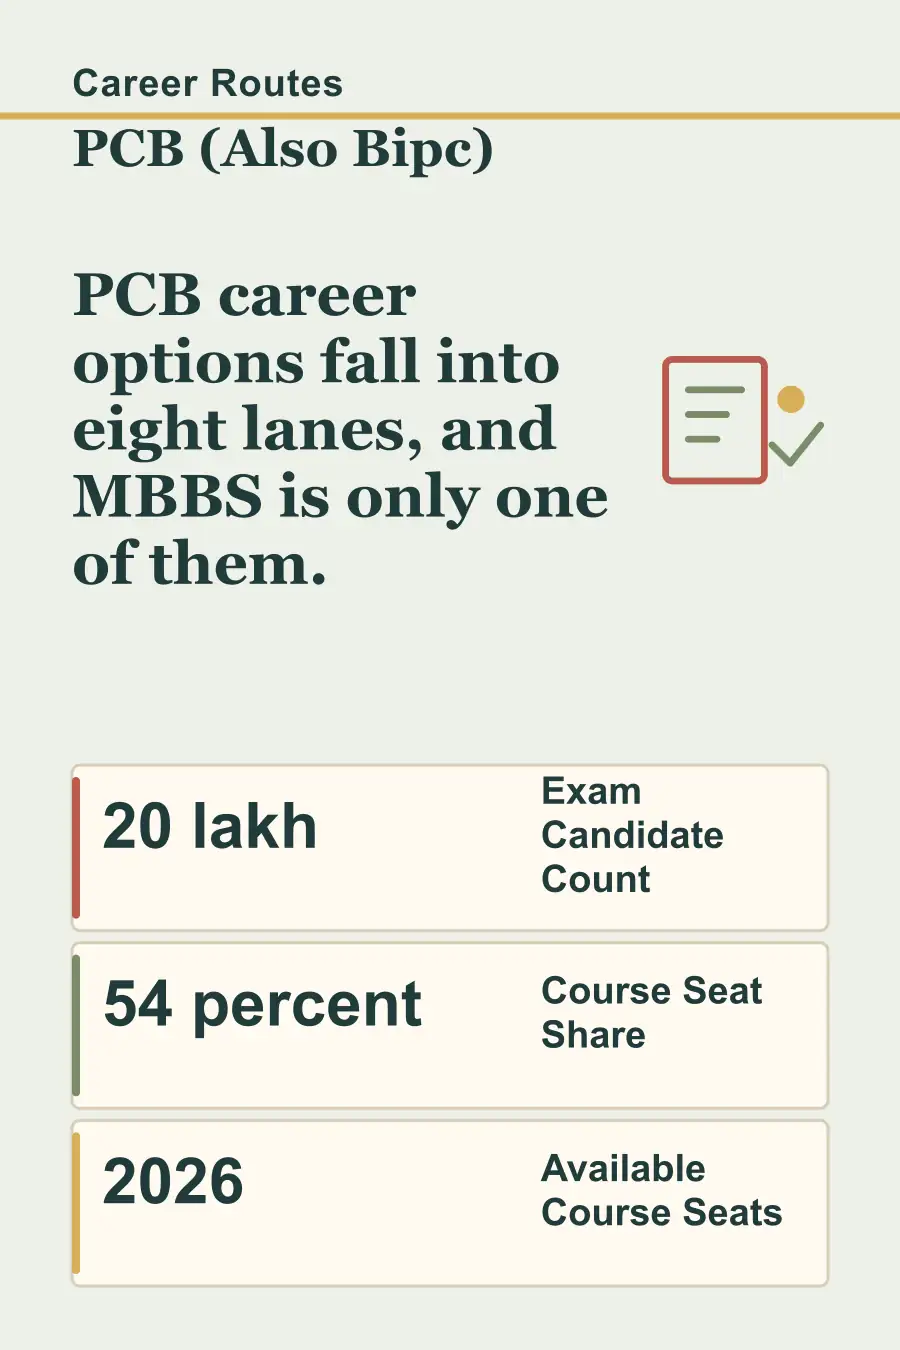 Career Routes
PCB (Also Bipc)
PCB career
options fall into
eight lanes, and
MBBS is only one
of them.
20 lakh
Exam
Candidate
Count
54 percent
Course Seat
Share
2026
Available
Course Seats